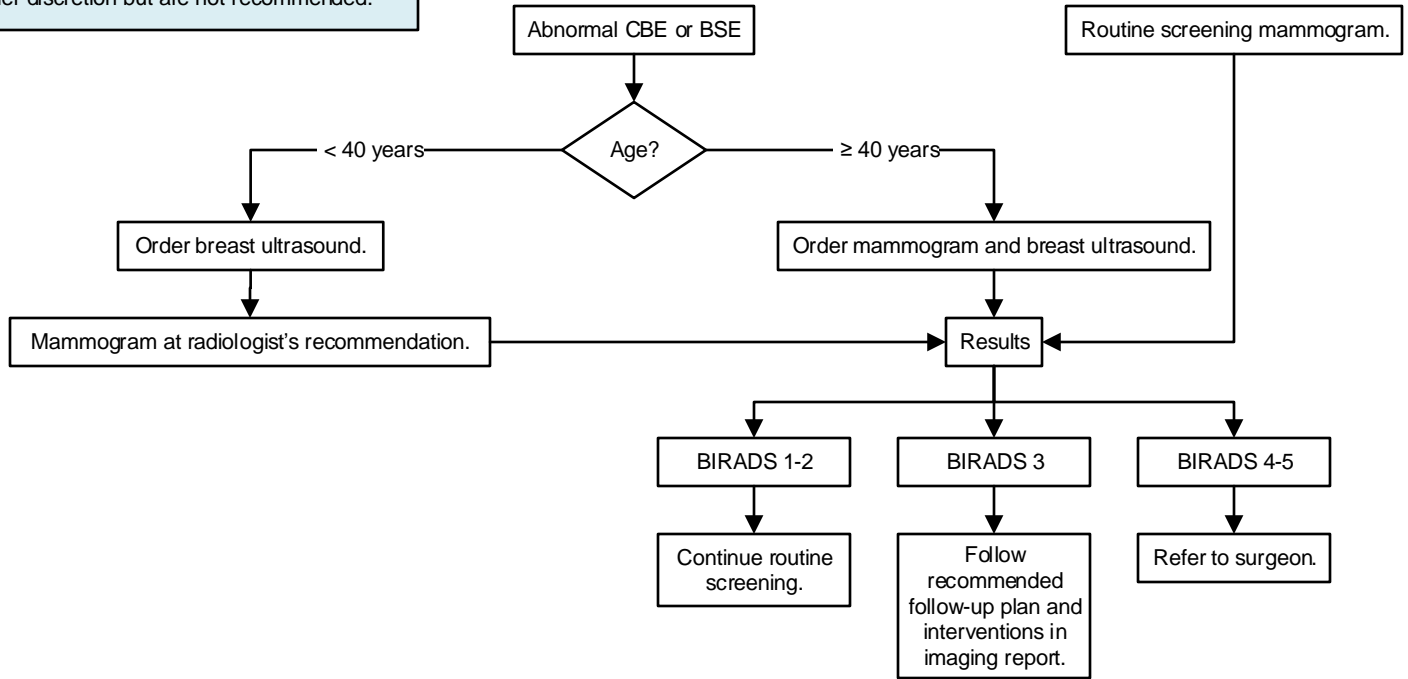 discretion but are not recommended.
Abnormal CBE or BSE
Routine screening mammogram.
Age?
< 40 years
≥ 40 years
Order breast ultrasound.
Order mammogram and breast ultrasound.
Mammogram at radiologist’s recommendation.
Results
BIRADS 1-2
BIRADS 3
BIRADS 4-5
Continue routine
screening.
Follow
recommended
follow-up plan and
interventions in
imaging report.
Refer to surgeon.